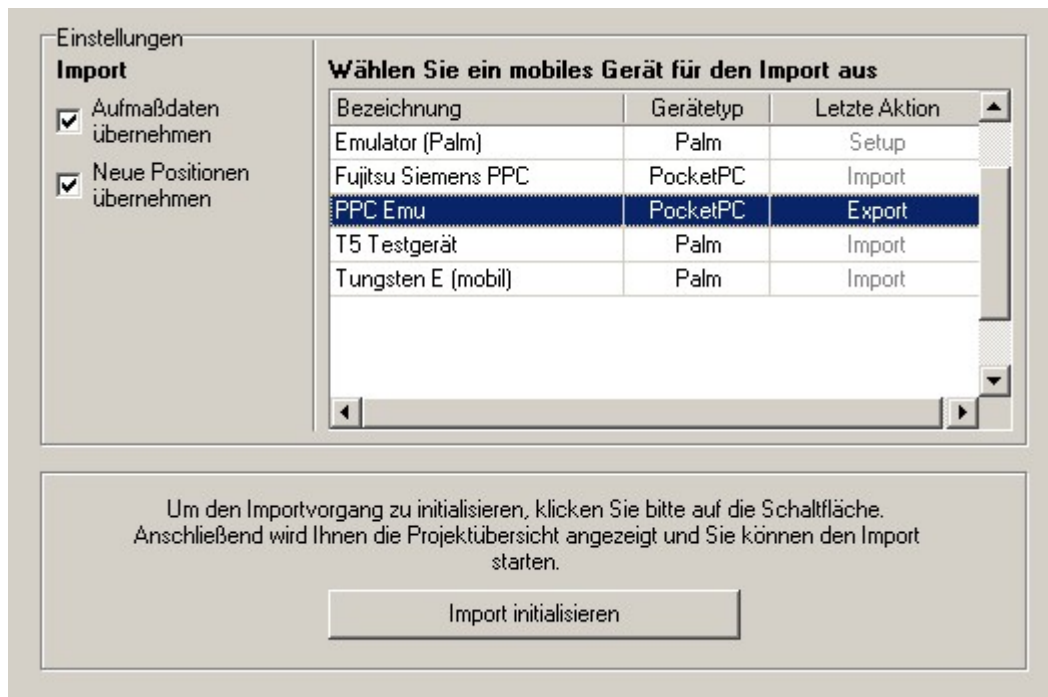 Einstellungen
Import
Aufmaßdaten
übernehmen
Neue Positionen
übernehmen
Wählen Sie ein mobiles Gerät für den Import aus
Bezeichnung Gerätetyp Letzte Aktion
Emulator (Palm) Palm Setup
Fujitsu Siemens PPC PocketPC Import
PPC Emu PocketPC Export
T5 Testgerät Palm Import
Tungsten E (mobil) Palm Import
Um den Importvorgang zu initialisieren, klicken Sie bitte auf die Schaltfläche.
Anschließend wird Ihnen die Projektübersicht angezeigt und Sie können den Import
starten.
Import initialisieren